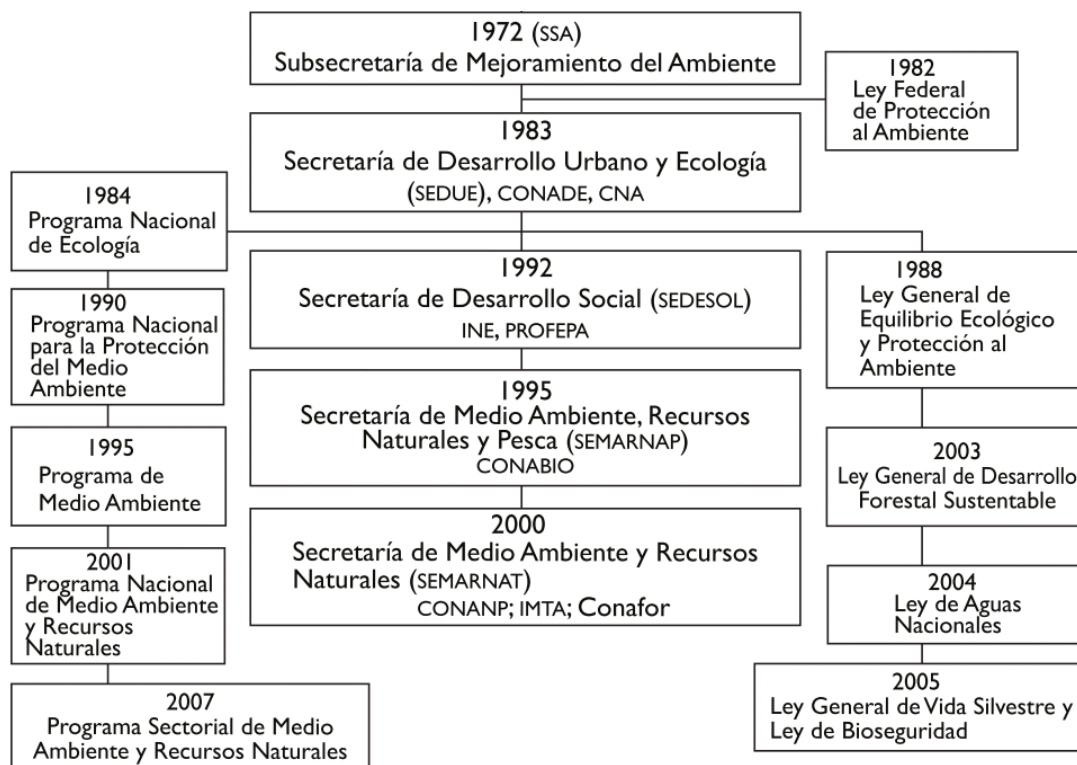 1972 (SSA)
Subsecretaría de Mejoramiento del Ambiente
1982
Ley Federal
de Protección
al Ambiente
1983
Secretaría de Desarrollo Urbano y Ecología
(SEDUE), CONADE, CNA
1984
Programa Nacional
de Ecología
1992
Secretaría de Desarrollo Social (SEDESOL)
INE, PROFEPA
1988
Ley General de
Equilibrio Ecológico
y Protección al
Ambiente
1990
Programa Nacional
para la Protección
del Medio
Ambiente
1995
Secretaría de Medio Ambiente, Recursos
Naturales y Pesca (SEMARNAP)
CONABIO
1995
Programa de
Medio Ambiente
2003
Ley General de Desarrollo
Forestal Sustentable
2000
Secretaría de Medio Ambiente y Recursos
Naturales (SEMARNAT)
CONANP; IMTA; Conafor
2001
Programa Nacional
de Medio Ambiente
y Recursos
Naturales
2004
Ley de Aguas
Nacionales
2007
Programa Sectorial de Medio
Ambiente y Recursos Naturales
2005
Ley General de Vida Silvestre y
Ley de Bioseguridad